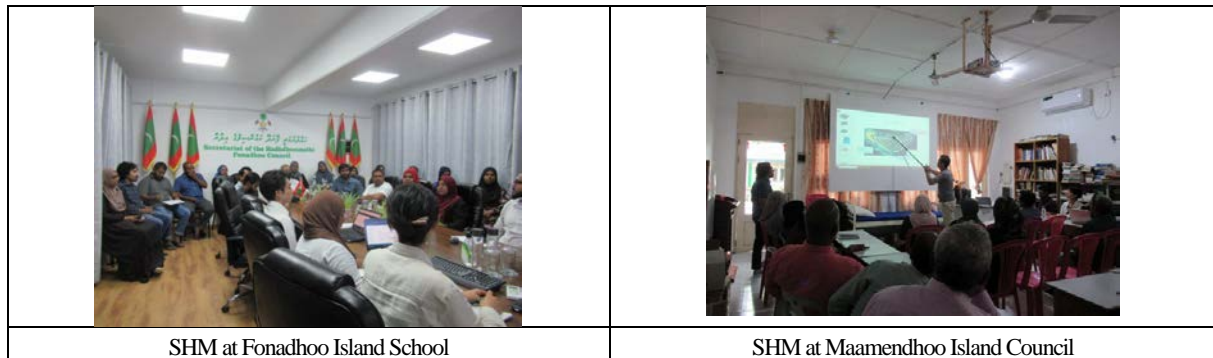 Secretariat of the Hadhdhunmathi
Fonadhoo Council
SHM at Fonadhoo Island School
SHM at Maamendhoo Island Council